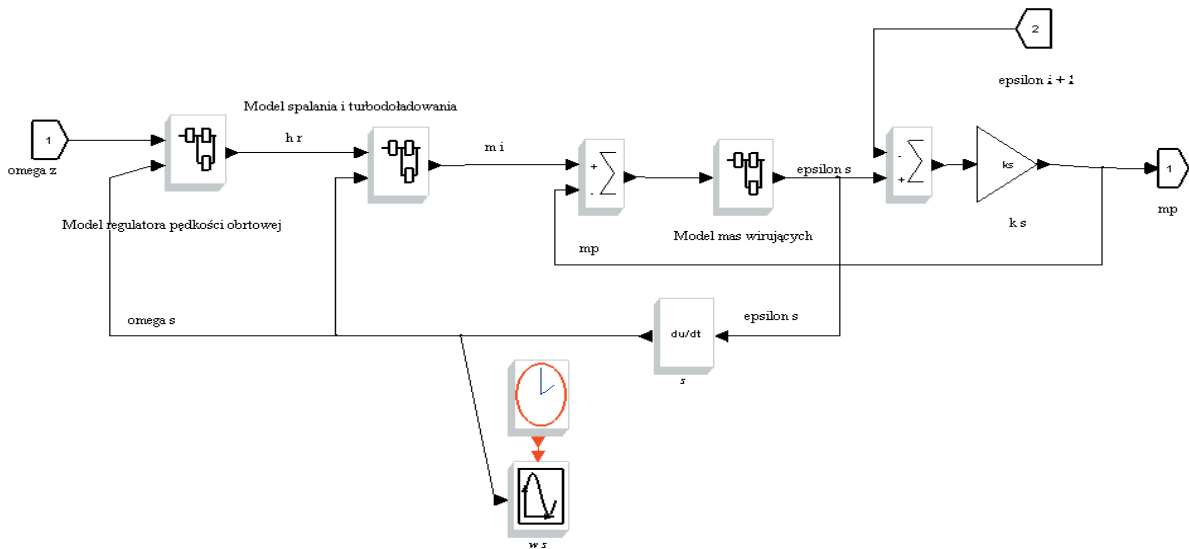 2
epsilon i + 1
Model spalania i turbodoładowania
1
h r
m i
omega z
+
-
epsilon s
-
+
ks
1
mp
k s
Model regulatora pędkości obrtowej
Model mas wirujących
mp
omega s
epsilon s
du/dt
s
w s